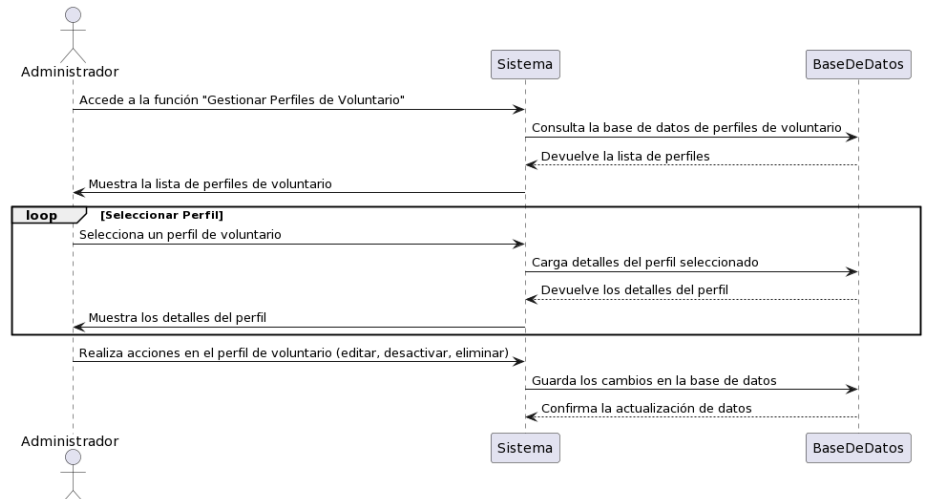 Administrador
Sistema
BaseDeDatos
Accede a la función "Gestionar Perfiles de Voluntario"
Consulta la base de datos de perfiles de voluntario
Devuelve la lista de perfiles
Muestra la lista de perfiles de voluntario
loop [Seleccionar Perfil]
Selecciona un perfil de voluntario
Carga detalles del perfil seleccionado
Devuelve los detalles del perfil
Muestra los detalles del perfil
Realiza acciones en el perfil de voluntario (editar, desactivar, eliminar)
Guarda los cambios en la base de datos
Confirma la actualización de datos
Administrador
Sistema
BaseDeDatos